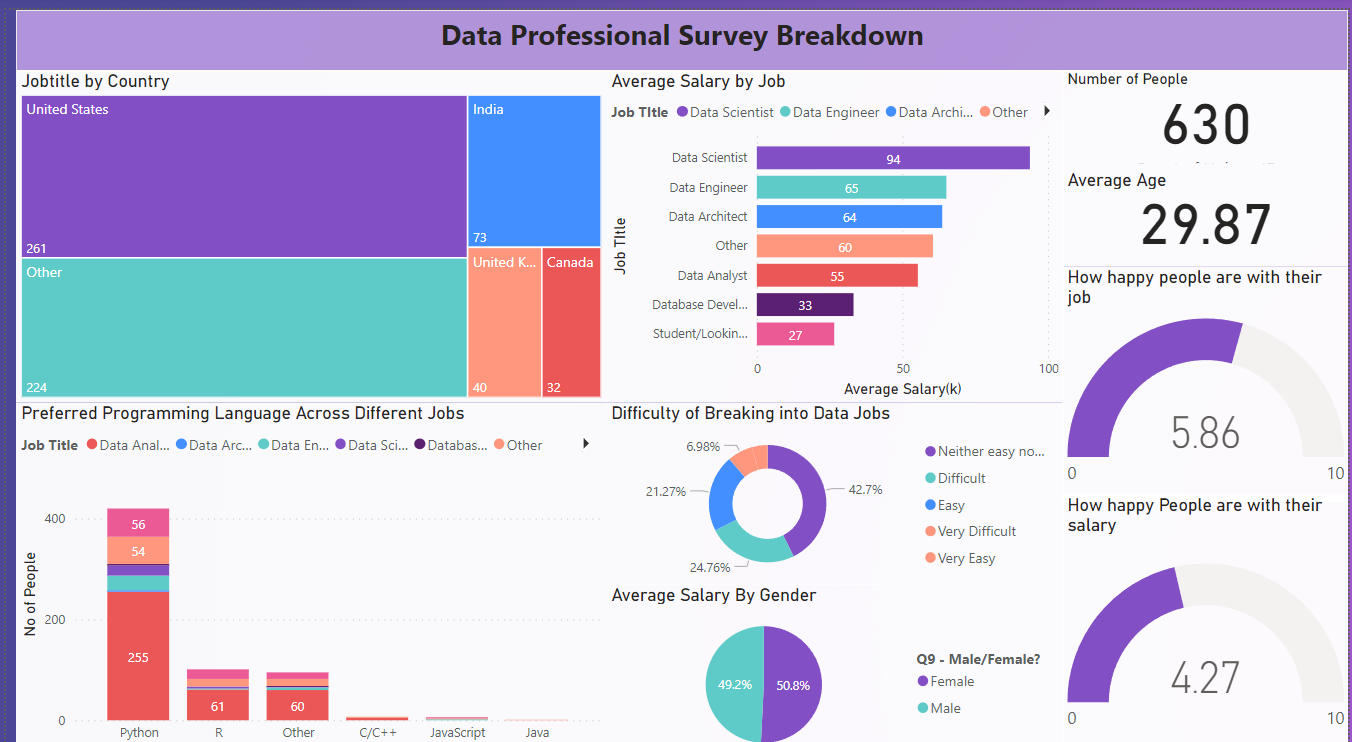 Data Professional Survey Breakdown
Jobtitle by Country
United States
261
Other
224
India
73
United K...
40
Canada
32
Average Salary by Job
Job TItle Data Scientist Data Engineer Data Archi... Other
Job TItle
Data Scientist 94
Data Engineer 65
Data Architect 64
Other 60
Data Analyst 55
Database Devel... 33
Student/Lookin... 27
0 50 100
Average Salary(k)
Number of People
630
Average Age
29.87
How happy people are with their
job
5.86
0 10
How happy People are with their
salary
4.27
0 10
Preferred Programming Language Across Different Jobs
Job Title Data Anal... Data Arc... Data En... Data Sci... Databas... Other
No of People
400
200
0
56
54
255
61
60
Python R Other C/C++ JavaScript Java
Difficulty of Breaking into Data Jobs
6.98%
21.27%
42.7%
24.76%
Neither easy no...
Difficult
Easy
Very Difficult
Very Easy
Average Salary By Gender
49.2% 50.8%
Q9 - Male/Female?
Female
Male